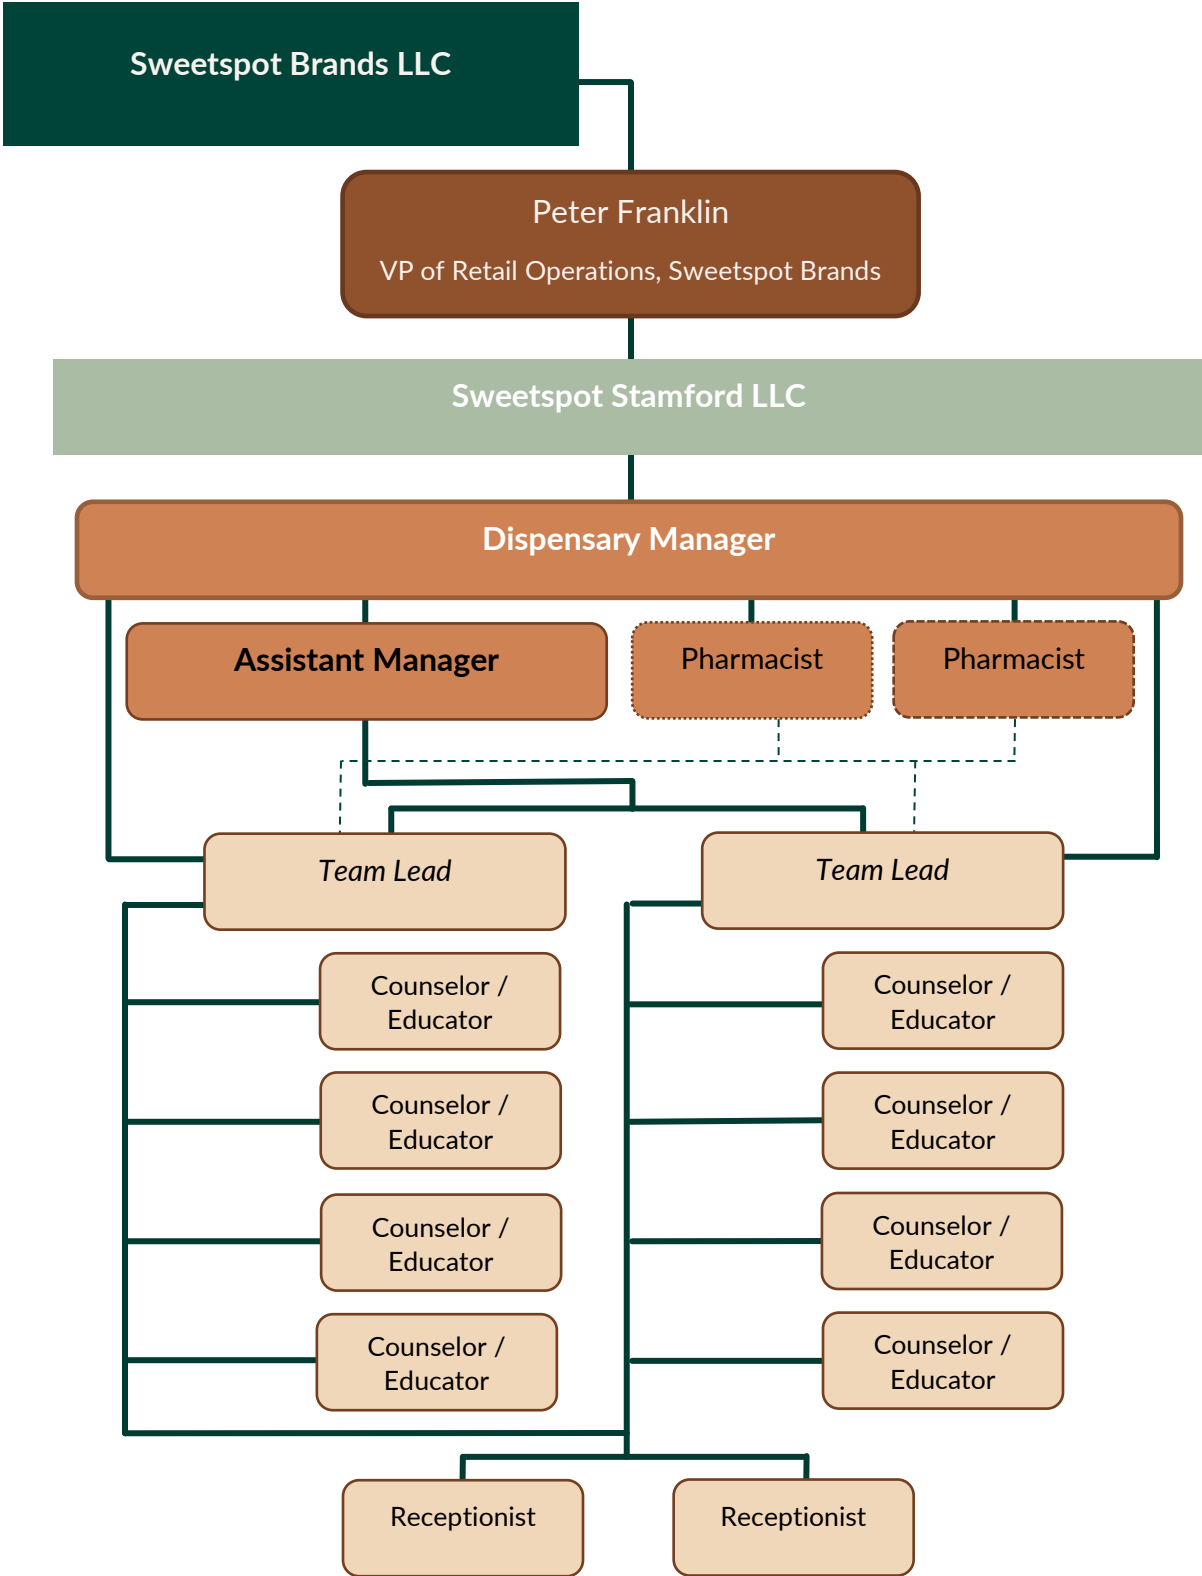 Sweetspot Brands LLC
Peter Franklin
VP of Retail Operations, Sweetspot Brands
Sweetspot Stamford LLC
Dispensary Manager
Assistant Manager
Pharmacist
Pharmacist
Team Lead
Team Lead
Counselor /
Educator
Counselor /
Educator
Counselor /
Educator
Counselor /
Educator
Counselor /
Educator
Counselor /
Educator
Counselor /
Educator
Counselor /
Educator
Receptionist
Receptionist